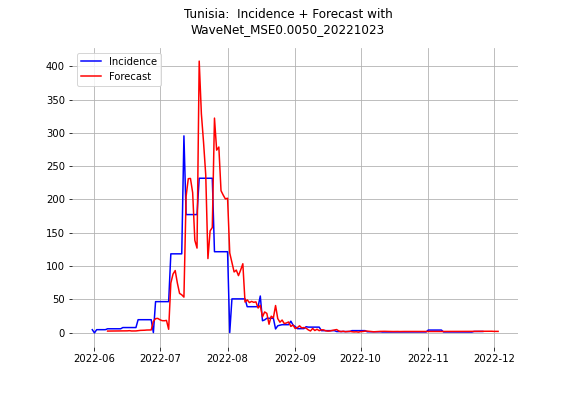 Tunisia:  Incidence + Forecast with
WaveNet_MSE0.0050_20221023
Incidence
Forecast
400
350
300
250
200
150
100
50
0
2022-06 2022-07 2022-08 2022-09 2022-10 2022-11 2022-12